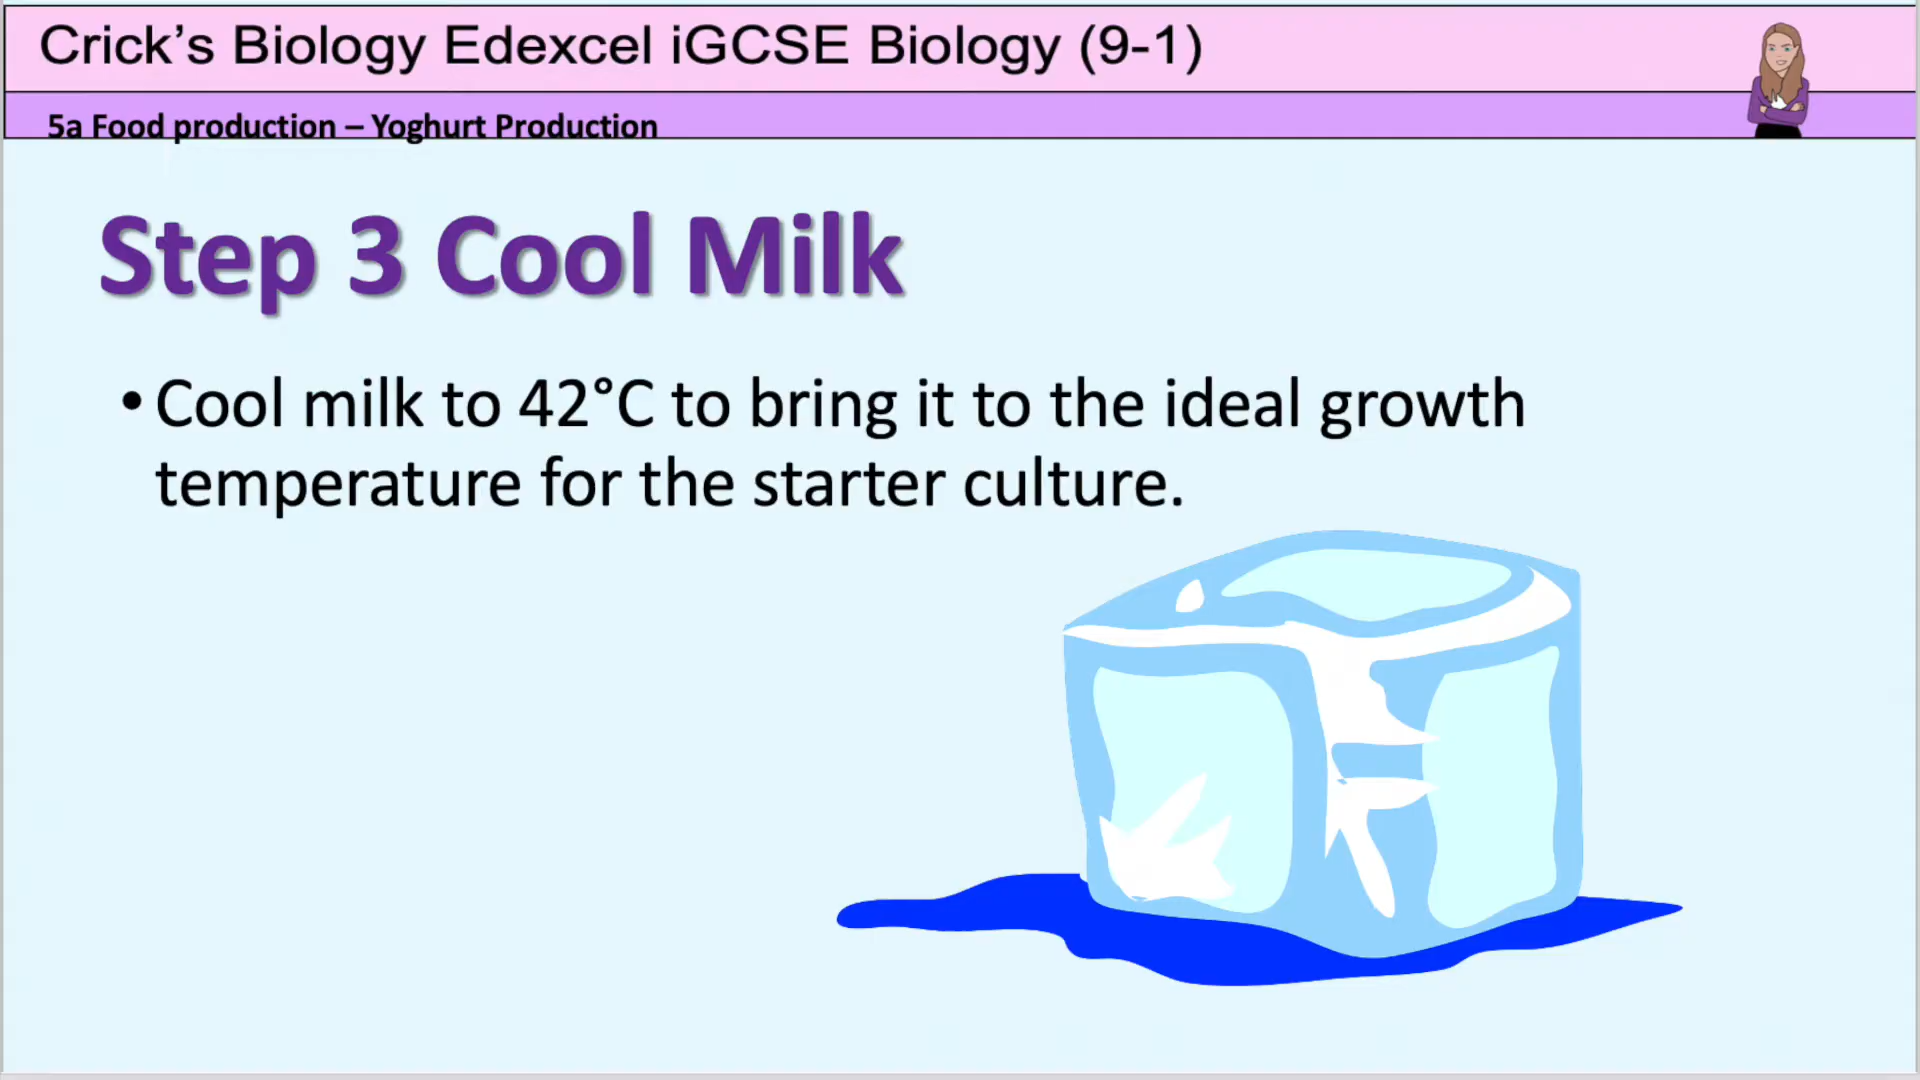 Crick’s Biology Edexcel iGCSE Biology (9-1)
5a Food production – Yoghurt Production
Step 3 Cool Milk
• Cool milk to 42°C to bring it to the ideal growth
temperature for the starter culture.